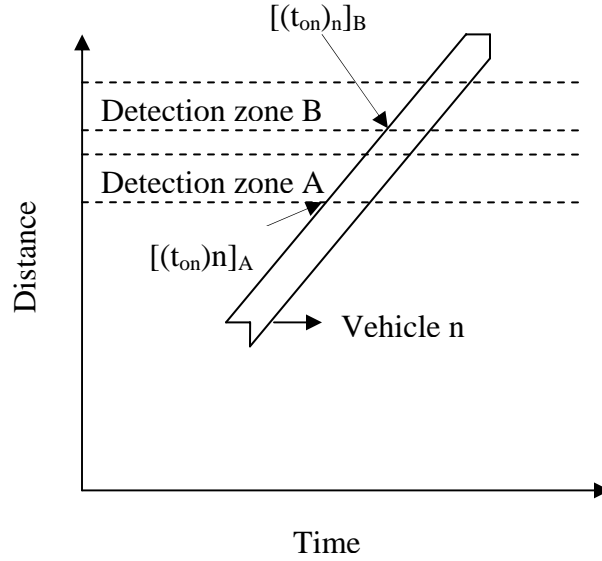 [(t_on)_n]_B
Detection zone B
Detection zone A
[(t_on)n]_A
Vehicle n
Distance
Time